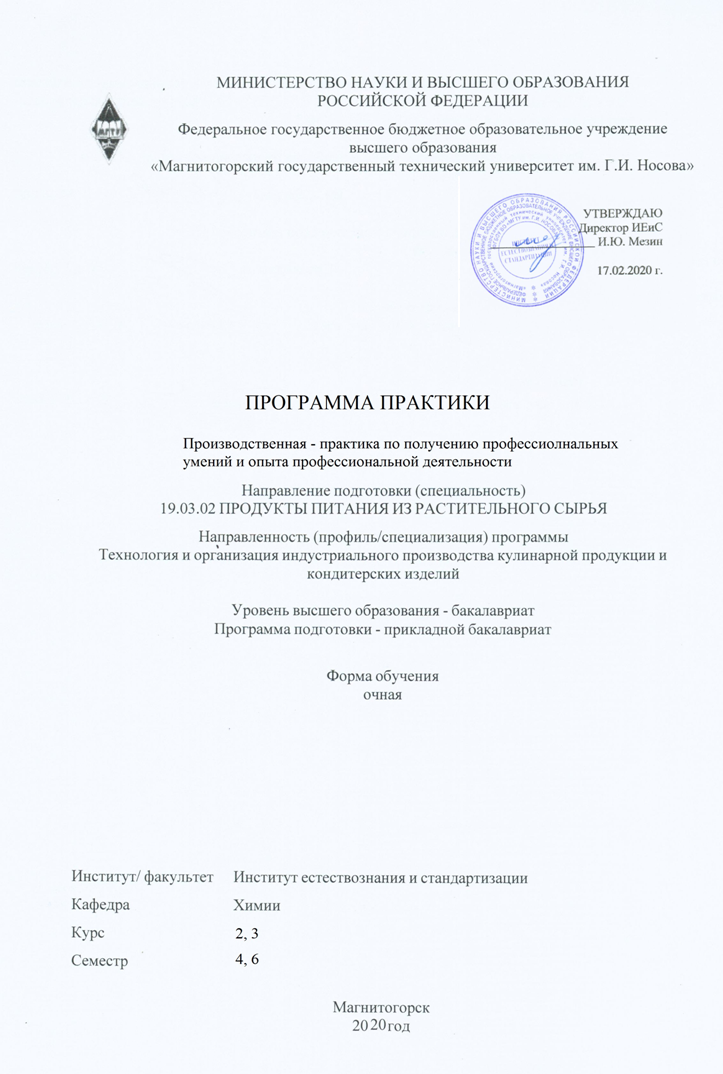 МИНИСТЕРСТВО НАУКИ И ВЫСШЕГО ОБРАЗОВАНИЯ
РОССИЙСКОЙ ФЕДЕРАЦИИ
Федеральное государственное бюджетное образовательное учреждение
высшего образования
«Магнитогорский государственный технический университет им. Г.И. Носова»
УТВЕРЖДАЮ
Директор ИЕиС
И.Ю. Мезин
17.02.2020 г.
ПРОГРАММА ПРАКТИКИ
Производственная - практика по получению профессиолнальных
умений и опыта профессиональной деятельности
Направление подготовки (специальность)
19.03.02 ПРОДУКТЫ ПИТАНИЯ ИЗ РАСТИТЕЛЬНОГО СЫРЬЯ
Направленность (профиль/специализация) программы
Технология и организация индустриального производства кулинарной продукции и
кондитерских изделий
Уровень высшего образования - бакалавриат
Программа подготовки - прикладной бакалавриат
Форма обучения
очная
Институт/ факультет Институт естествознания и стандартизации
Кафедра Химии
Курс 2, 3
Семестр 4, 6
Магнитогорск
2020 год